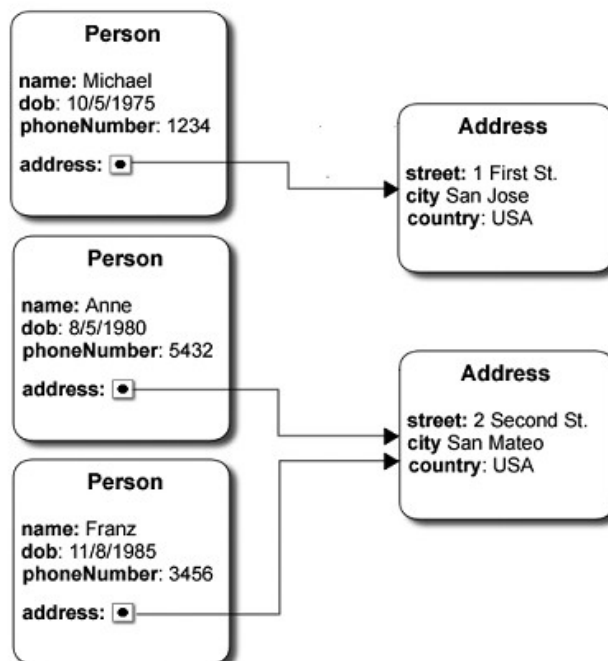 Person
name: Michael
dob: 10/5/1975
phoneNumber: 1234
address:
Address
street: 1 First St.
city San Jose
country: USA
Person
name: Anne
dob: 8/5/1980
phoneNumber: 5432
address:
Address
street: 2 Second St.
city San Mateo
country: USA
Person
name: Franz
dob: 11/8/1985
phoneNumber: 3456
address: